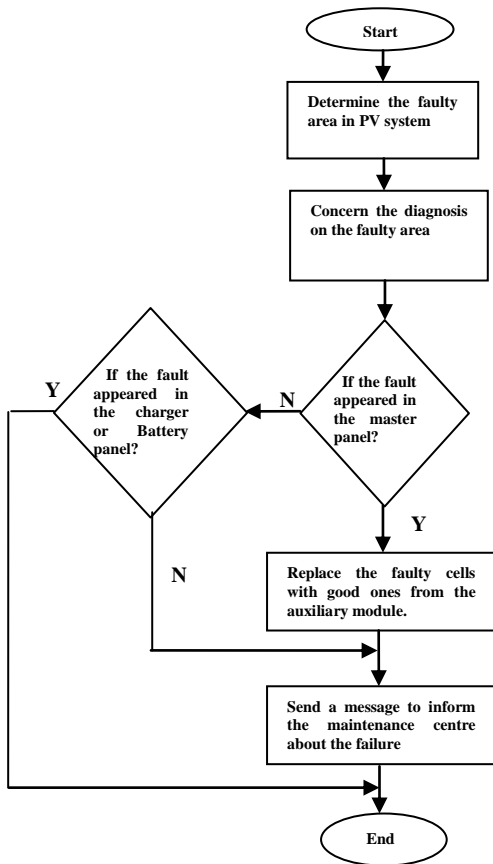 Start
Determine the faulty
area in PV system
Concern the diagnosis
on the faulty area
If the fault
appeared in
the master
panel?
N
Y
If the fault
appeared in
the charger
or Battery
panel?
Y
N
Replace the faulty cells
with good ones from the
auxiliary module.
Send a message to inform
the maintenance centre
about the failure
End